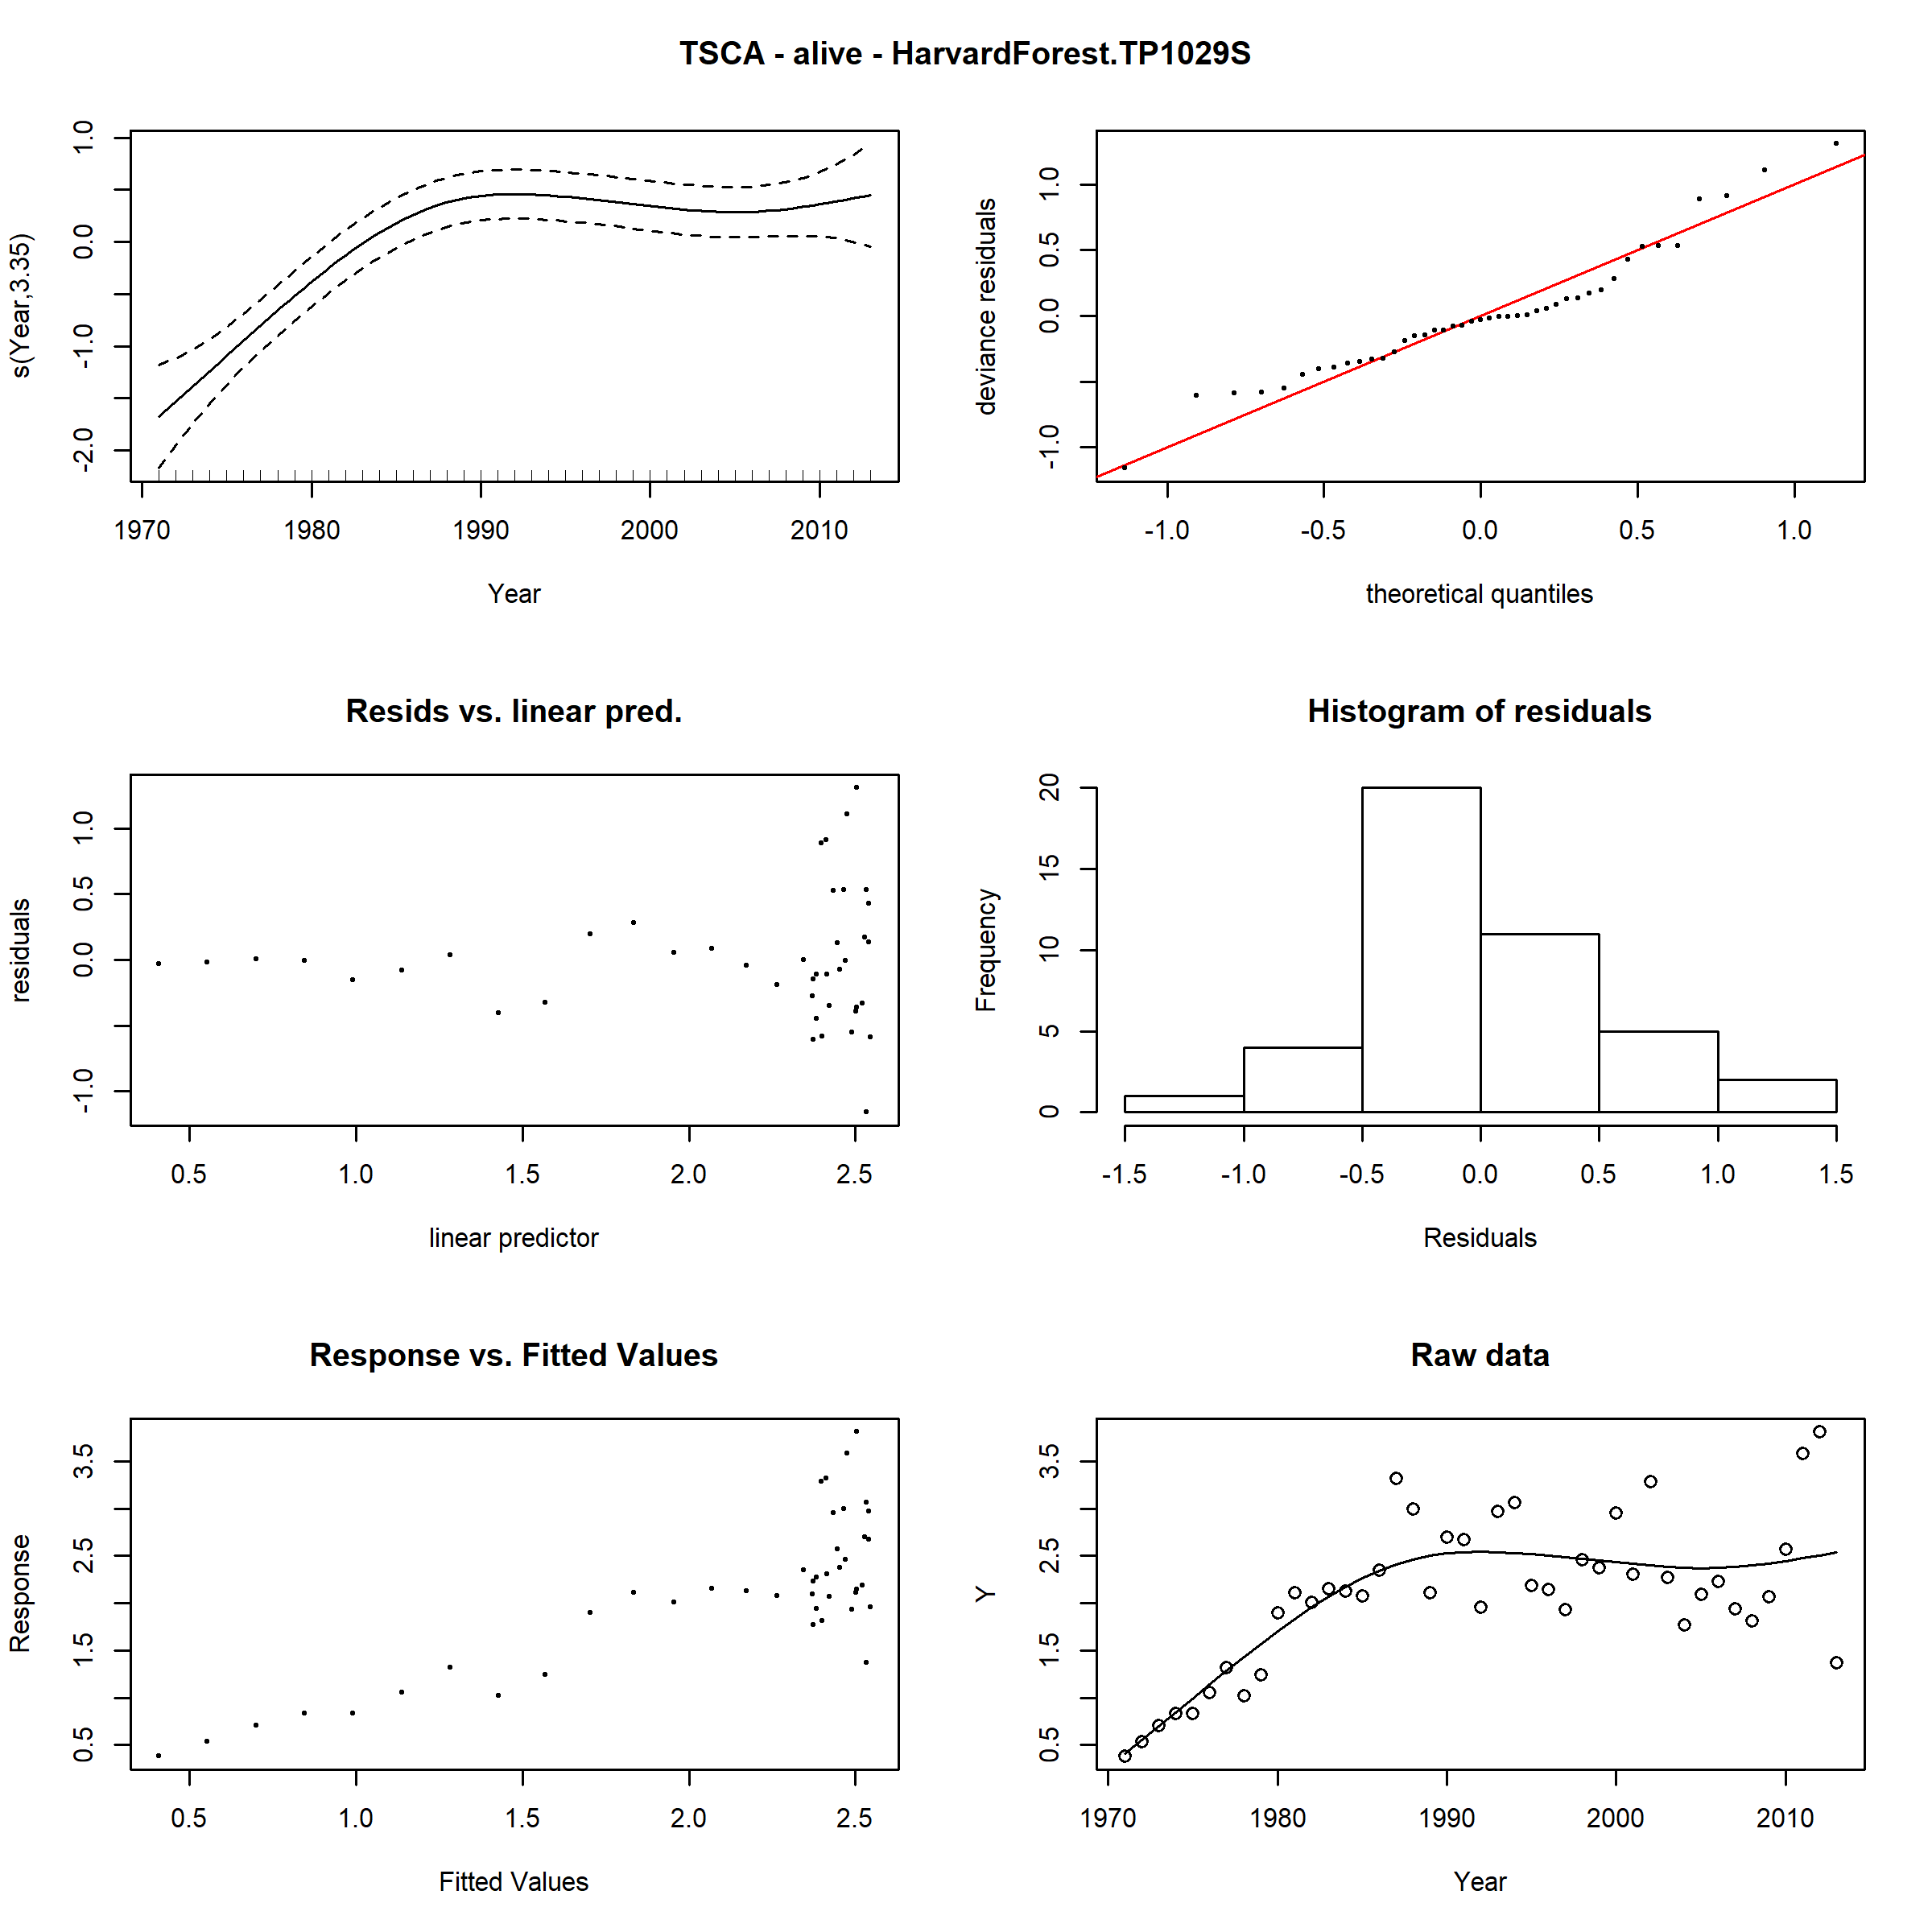 TSCA - alive - HarvardForest.TP1029S
s(Year,3.35)
1.0
0.0
-1.0
-2.0
1970 1980 1990 2000 2010
Year
deviance residuals
1.0
0.5
0.0
-1.0
-1.0 -0.5 0.0 0.5 1.0
theoretical quantiles
Resids vs. linear pred.
residuals
1.0
0.5
0.0
-1.0
0.5 1.0 1.5 2.0 2.5
linear predictor
Histogram of residuals
Frequency
20
15
10
5
0
-1.5 -1.0 -0.5 0.0 0.5 1.0 1.5
Residuals
Response vs. Fitted Values
Response
3.5
2.5
1.5
0.5
0.5 1.0 1.5 2.0 2.5
Fitted Values
Raw data
Y
3.5
2.5
1.5
0.5
1970 1980 1990 2000 2010
Year